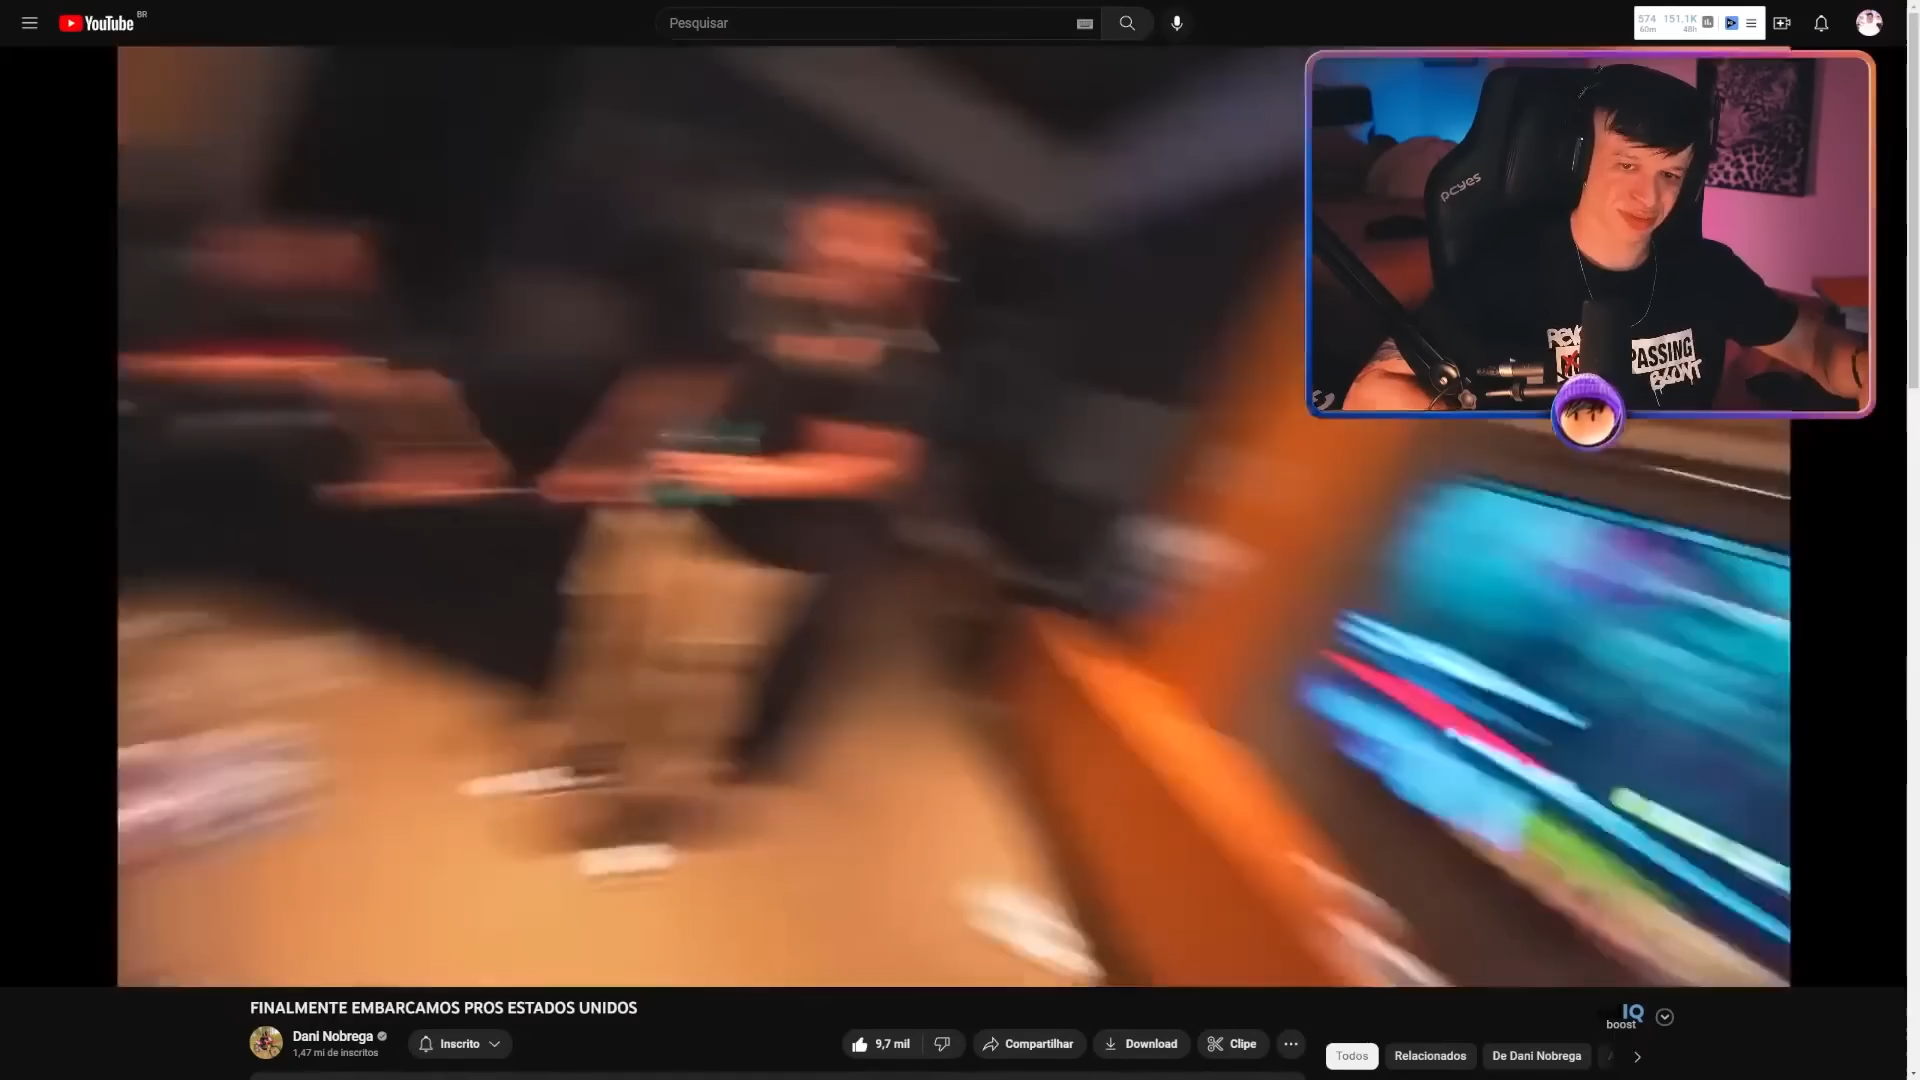 YouTube BR
Pesquisar
574 151.1K
60m 48h
pcyes
PASSING
FINALMENTE EMBARCAMOS PROS ESTADOS UNIDOS
IQ
boost
Dani Nobrega
1,47 mi de inscritos
Inscrito
9,7 mil
Compartilhar
Download
Clipe
Todos
Relacionados
De Dani Nobrega